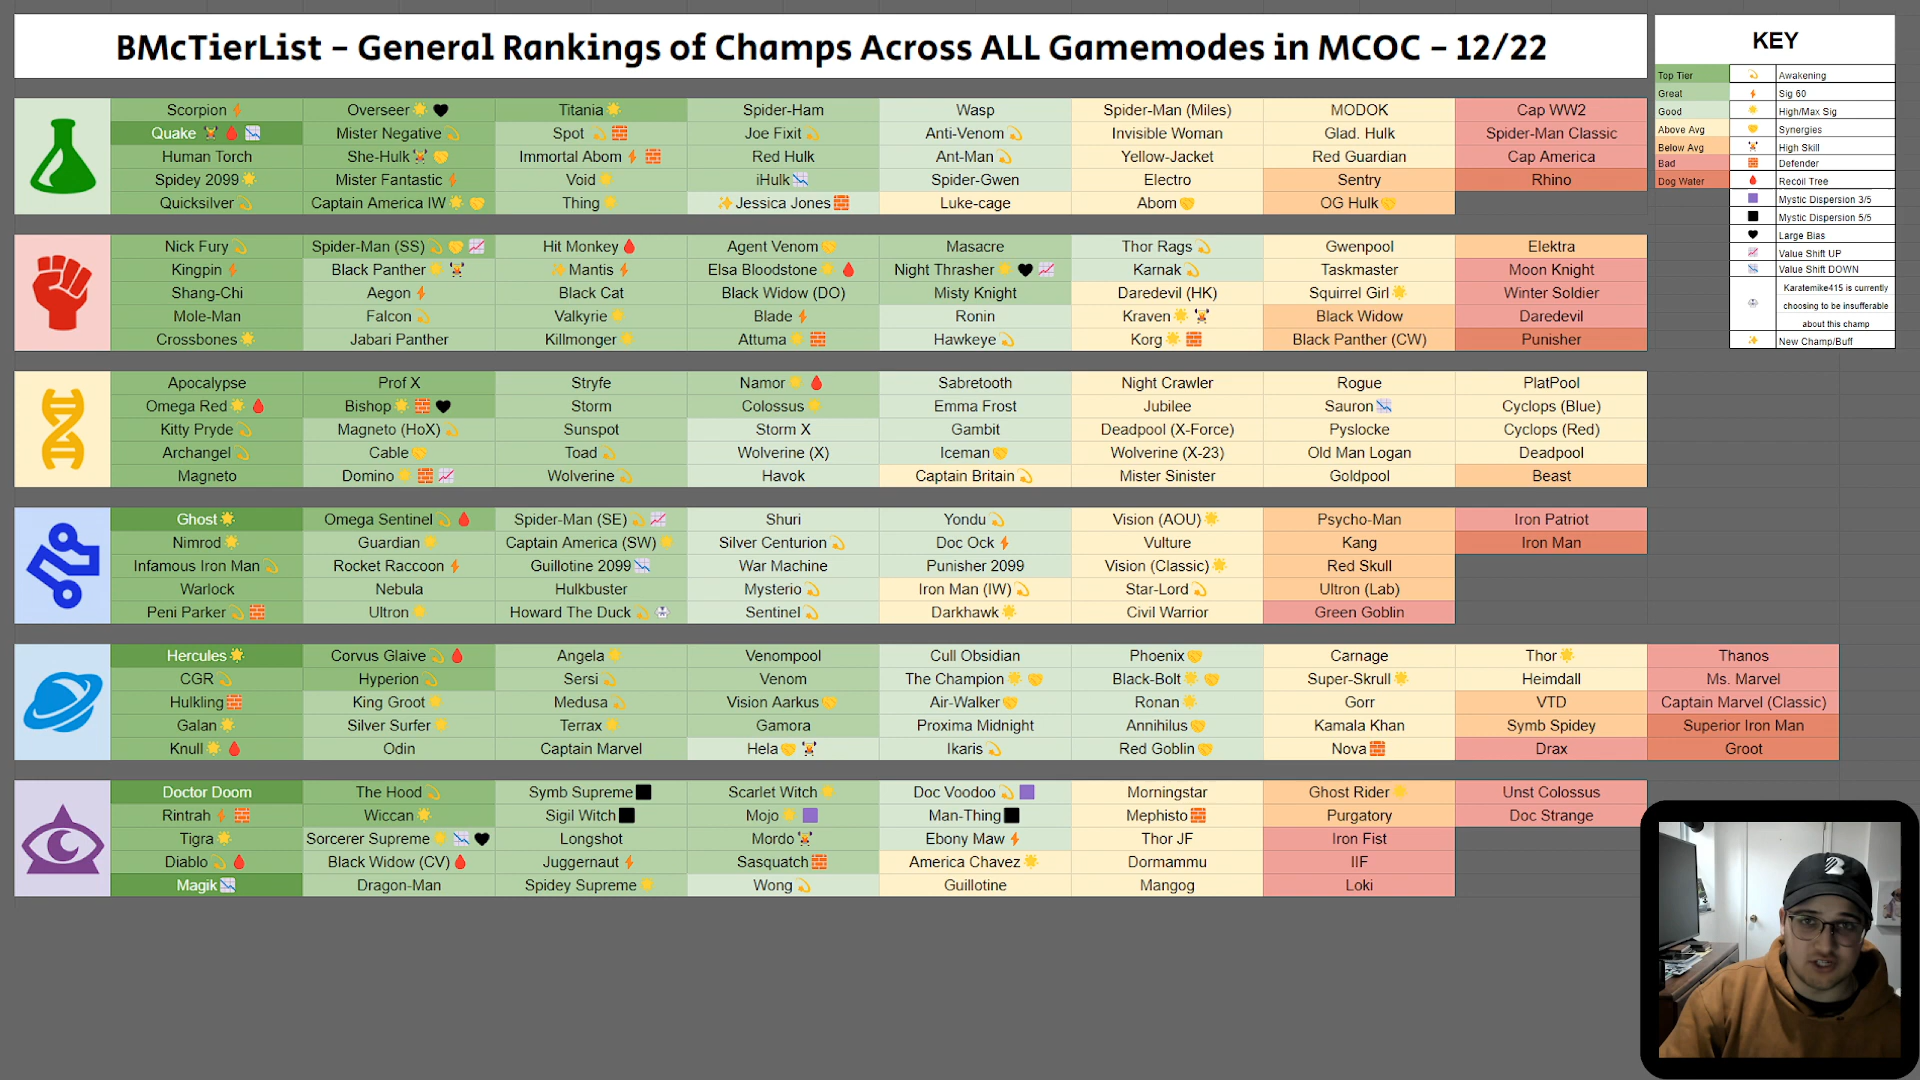 BMcTierList - General Rankings of Champs Across ALL Gamemodes in MCOC - 12/22
KEY
Top Tier Awakening
Great Sig 60
Good High/Max Sig
Above Avg Synergies
Below Avg High Skill
Bad Defender
Dog Water Recoil Tree
Mystic Dispersion 3/5
Mystic Dispersion 5/5
Large Bias
Value Shift UP
Value Shift DOWN
Karatemike415 is currently
choosing to be insufferable
about this champ
New Champ/Buff
Scorpion Overseer Titania Spider-Ham Wasp Spider-Man (Miles) MODOK Cap WW2
Quake Mister Negative Spot Joe Fixit Anti-Venom Invisible Woman Glad. Hulk Spider-Man Classic
Human Torch She-Hulk Immortal Abom Red Hulk Ant-Man Yellow-Jacket Red Guardian Cap America
Spidey 2099 Mister Fantastic Void iHulk Spider-Gwen Electro Sentry Rhino
Quicksilver Captain America IW Thing Jessica Jones Luke-cage Abom OG Hulk
Nick Fury Spider-Man (SS) Hit Monkey Agent Venom Masacre Thor Rags Gwenpool Elektra
Kingpin Black Panther Mantis Elsa Bloodstone Night Thrasher Karnak Taskmaster Moon Knight
Shang-Chi Aegon Black Cat Black Widow (DO) Misty Knight Daredevil (HK) Squirrel Girl Winter Soldier
Mole-Man Falcon Valkyrie Blade Ronin Kraven Black Widow Daredevil
Crossbones Jabari Panther Killmonger Attuma Hawkeye Korg Black Panther (CW) Punisher
Apocalypse Prof X Stryfe Namor Sabretooth Night Crawler Rogue PlatPool
Omega Red Bishop Storm Colossus Emma Frost Jubilee Sauron Cyclops (Blue)
Kitty Pryde Magneto (HoX) Sunspot Storm X Gambit Deadpool (X-Force) Pyslocke Cyclops (Red)
Archangel Cable Toad Wolverine (X) Iceman Wolverine (X-23) Old Man Logan Deadpool
Magneto Domino Wolverine Havok Captain Britain Mister Sinister Goldpool Beast
Ghost Omega Sentinel Spider-Man (SE) Shuri Yondu Vision (AOU) Psycho-Man Iron Patriot
Nimrod Guardian Captain America (SW) Silver Centurion Doc Ock Vulture Kang Iron Man
Infamous Iron Man Rocket Raccoon Guillotine 2099 War Machine Punisher 2099 Vision (Classic) Red Skull
Warlock Nebula Hulkbuster Mysterio Iron Man (IW) Star-Lord Ultron (Lab)
Peni Parker Ultron Howard The Duck Sentinel Darkhawk Civil Warrior Green Goblin
Hercules Corvus Glaive Angela Venompool Cull Obsidian Phoenix Carnage Thor Thanos
CGR Hyperion Sersi Venom The Champion Black-Bolt Super-Skrull Heimdall Ms. Marvel
Hulkling King Groot Medusa Vision Aarkus Air-Walker Ronan Gorr VTD Captain Marvel (Classic)
Galan Silver Surfer Terrax Gamora Proxima Midnight Annihilus Kamala Khan Symb Spidey Superior Iron Man
Knull Odin Captain Marvel Hela Ikaris Red Goblin Nova Drax Groot
Doctor Doom The Hood Symb Supreme Scarlet Witch Doc Voodoo Morningstar Ghost Rider Unst Colossus
Rintrah Wiccan Sigil Witch Mojo Man-Thing Mephisto Purgatory Doc Strange
Tigra Sorcerer Supreme Longshot Mordo Ebony Maw Thor JF Iron Fist
Diablo Black Widow (CV) Juggernaut Sasquatch America Chavez Dormammu IIF
Magik Dragon-Man Spidey Supreme Wong Guillotine Mangog Loki